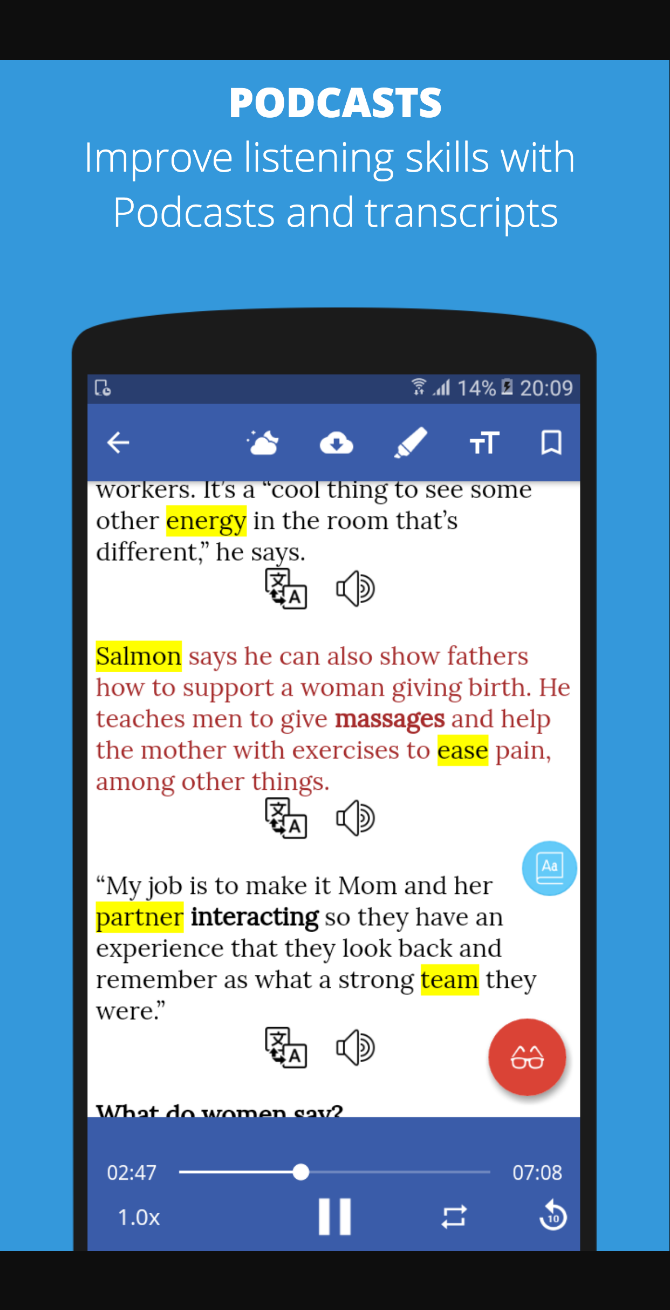 PODCASTS
Improve listening skills with
Podcasts and transcripts
14% 20:09
TT
workers. It's a “cool thing to see some
other energy in the room that's
different,” he says.
文 A
Salmon says he can also show fathers
how to support a woman giving birth. He
teaches men to give massages and help
the mother with exercises to ease pain,
among other things.
文 A
Aa
“My job is to make it Mom and her
partner interacting so they have an
experience that they look back and
remember as what a strong team they
were.”
文 A
What do women say?
02:47 07:08
1.0x 10